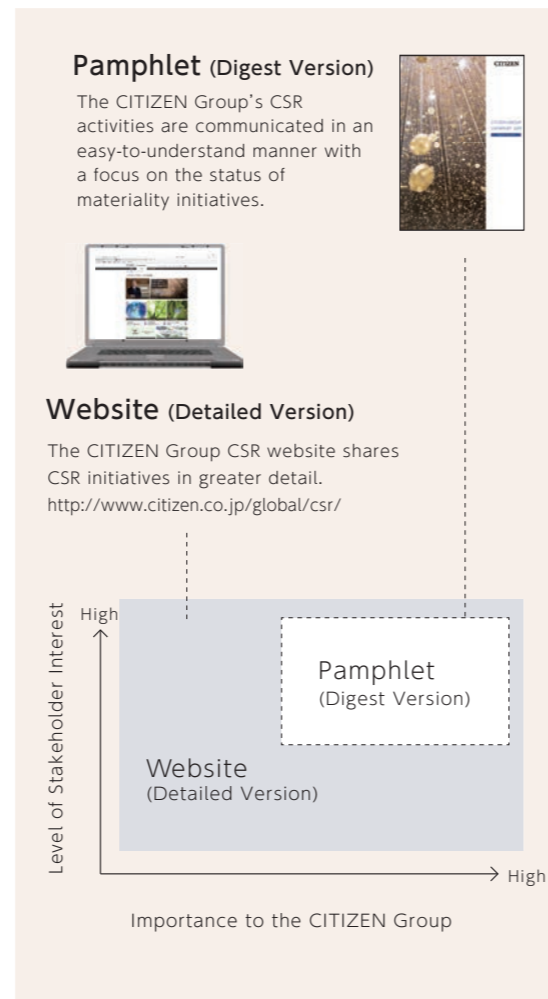 Pamphlet (Digest Version)
The CITIZEN Group's CSR
activities are communicated in an
easy-to-understand manner with
a focus on the status of
materiality initiatives.
CITIZEN
Website (Detailed Version)
The CITIZEN Group CSR website shares
CSR initiatives in greater detail.
http://www.citizen.co.jp/global/csr/
Level of Stakeholder Interest
High
Pamphlet
(Digest Version)
Website
(Detailed Version)
High
Importance to the CITIZEN Group